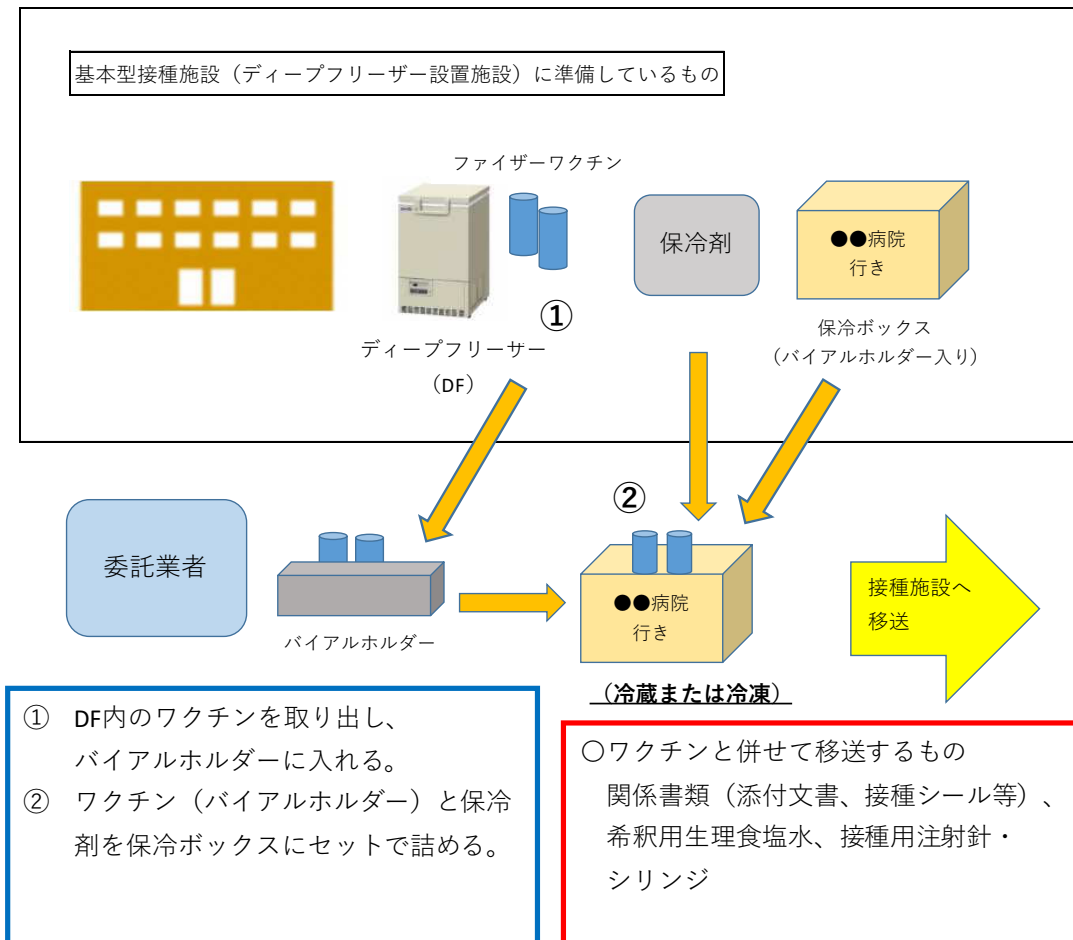 基本型接種施設（ディープフリーザー設置施設）に準備しているもの
ファイザーワクチン
①
ディープフリーザー
（DF）
保冷剤
●●病院
行き
保冷ボックス
（バイアルホルダー入り）
委託業者
バイアルホルダー
②
●●病院
行き
（冷蔵または冷凍）
接種施設へ
移送
① DF内のワクチンを取り出し、
バイアルホルダーに入れる。
② ワクチン（バイアルホルダー）と保冷
剤を保冷ボックスにセットで詰める。
〇ワクチンと併せて移送するもの
関係書類（添付文書、接種シール等）、
希釈用生理食塩水、接種用注射針・
シリンジ